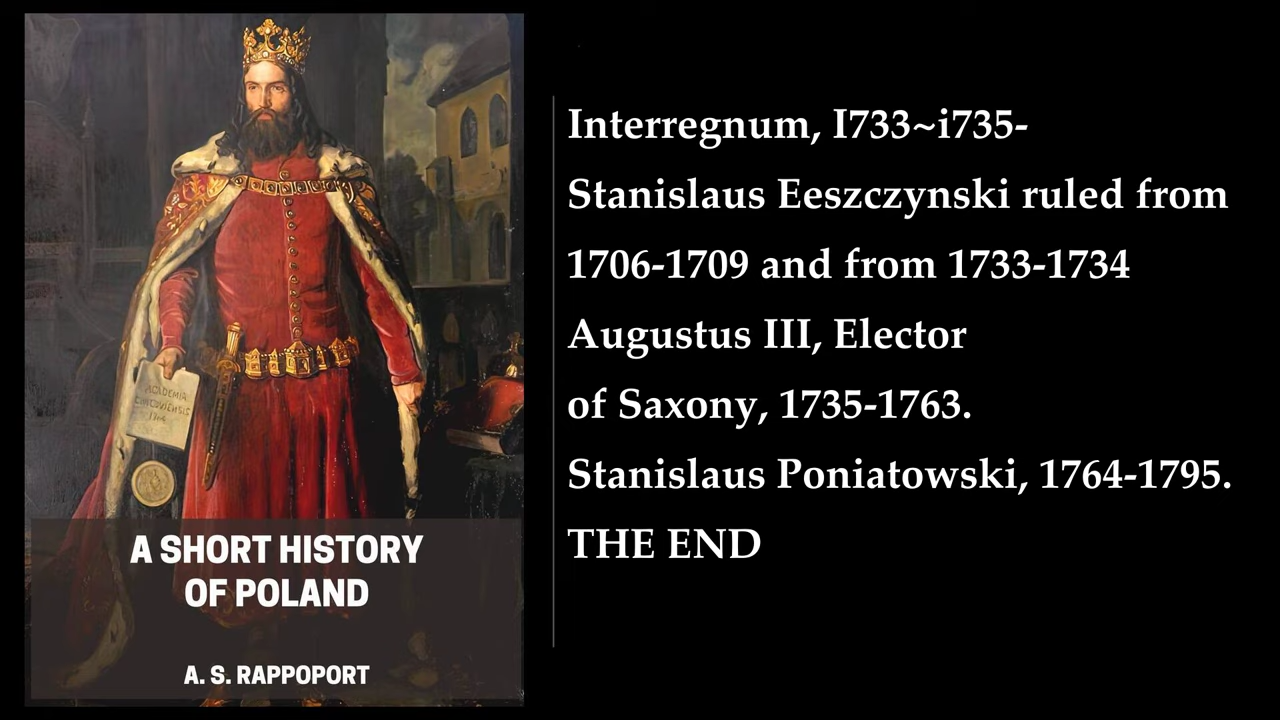 ACADEMIA
A SHORT HISTORY
OF POLAND
A. S. RAPPOPORT
Interregnum, I733~i735-
Stanislaus Eeszczynski ruled from
1706-1709 and from 1733-1734
Augustus III, Elector
of Saxony, 1735-1763.
Stanislaus Poniatowski, 1764-1795.
THE END